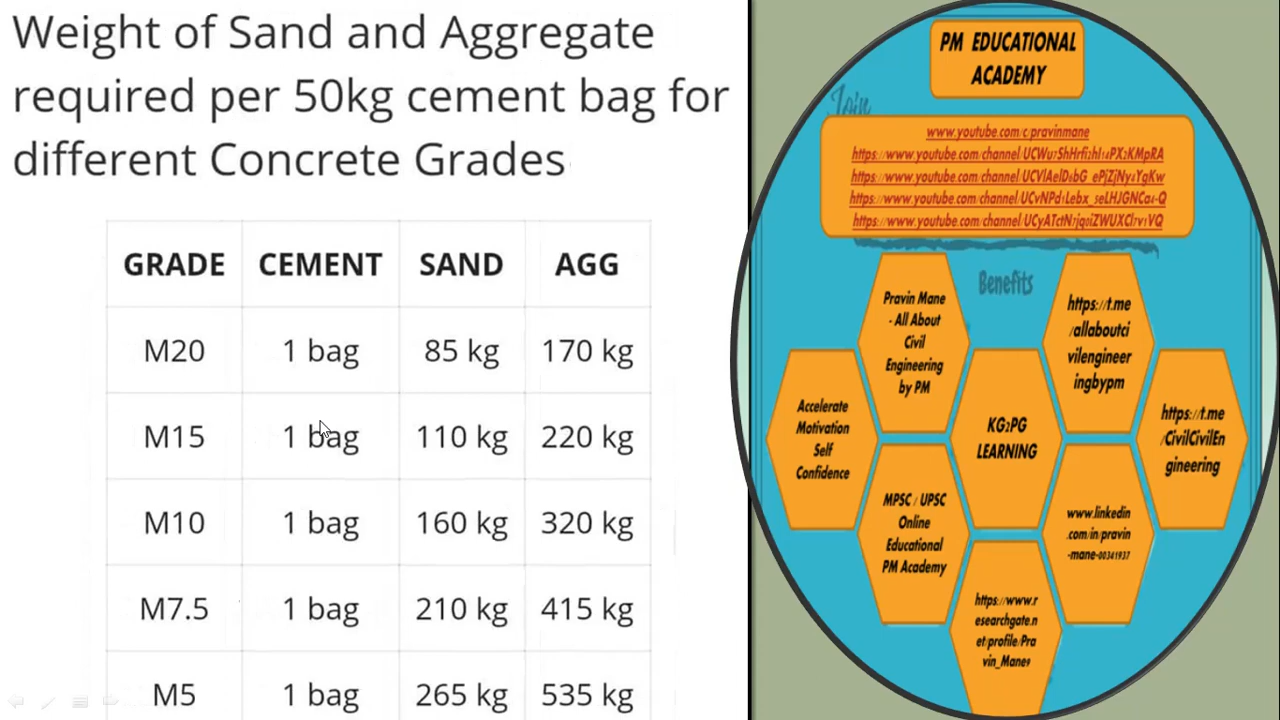 Weight of Sand and Aggregate
required per 50kg cement bag for
different Concrete Grades
GRADE CEMENT SAND AGG
M20 1 bag 85 kg 170 kg
M15 1 bag 110 kg 220 kg
M10 1 bag 160 kg 320 kg
M7.5 1 bag 210 kg 415 kg
M5 1 bag 265 kg 535 kg
PM EDUCATIONAL
ACADEMY
Join
www.youtube.com/c/pravinmane
Benefits
Pravin Mane
- All About
Civil
Engineering
by PM
https://t.me
/allaboutci
vilengineer
ingbypm
Accelerate
Motivation
Self
Confidence
KG2PG
LEARNING
https://t.me
/CivilCivilEn
gineering
MPSC / UPSC
Online
Educational
PM Academy
www.linkedin
.com/in/pravin
-mane-00341937
https://www.r
esearchgate.n
et/profile/Pra
vin_Mane9